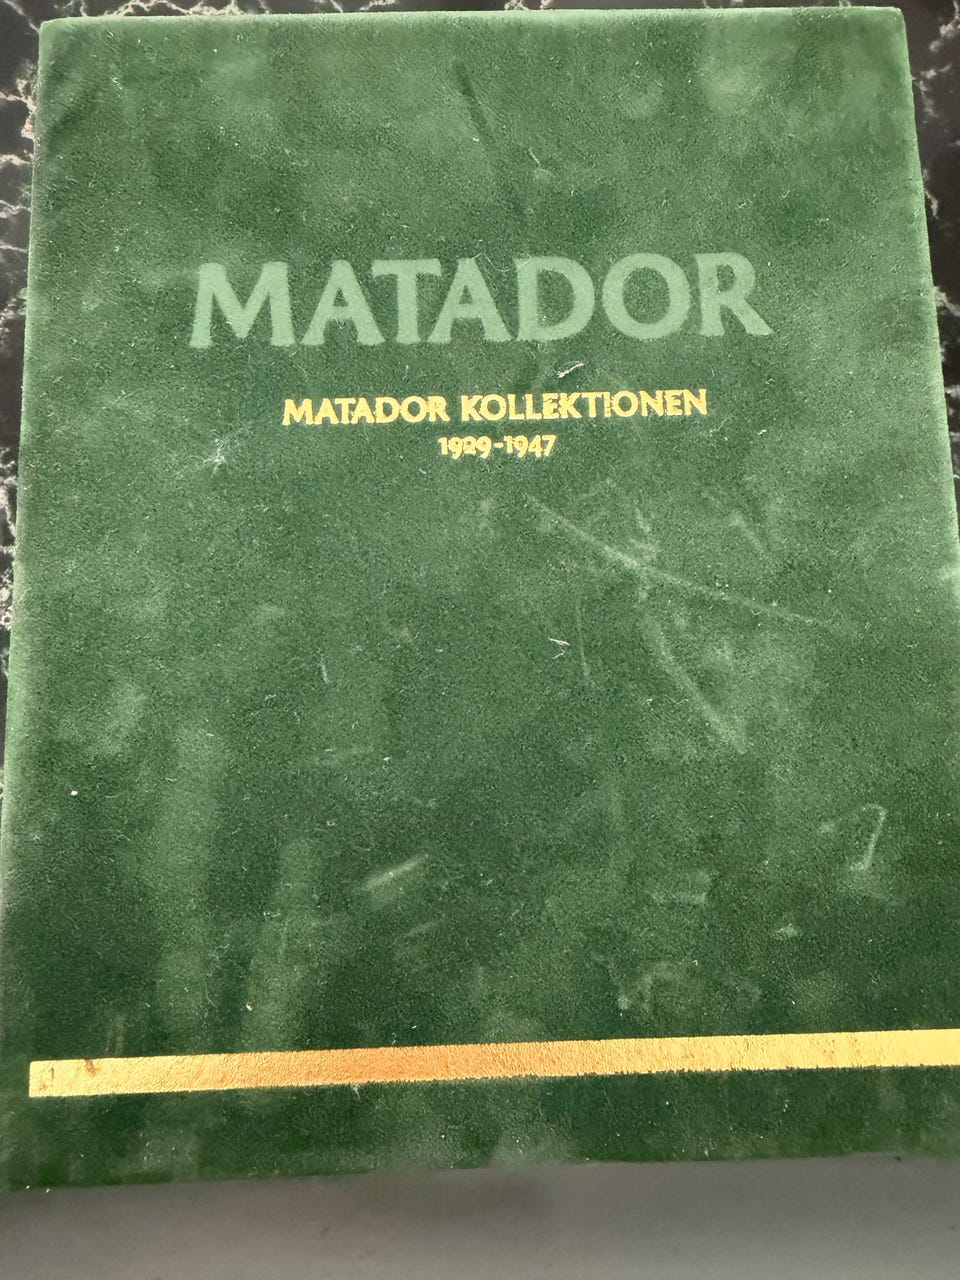 MATADOR
MATADOR KOLLEKTIONEN
1929-1947